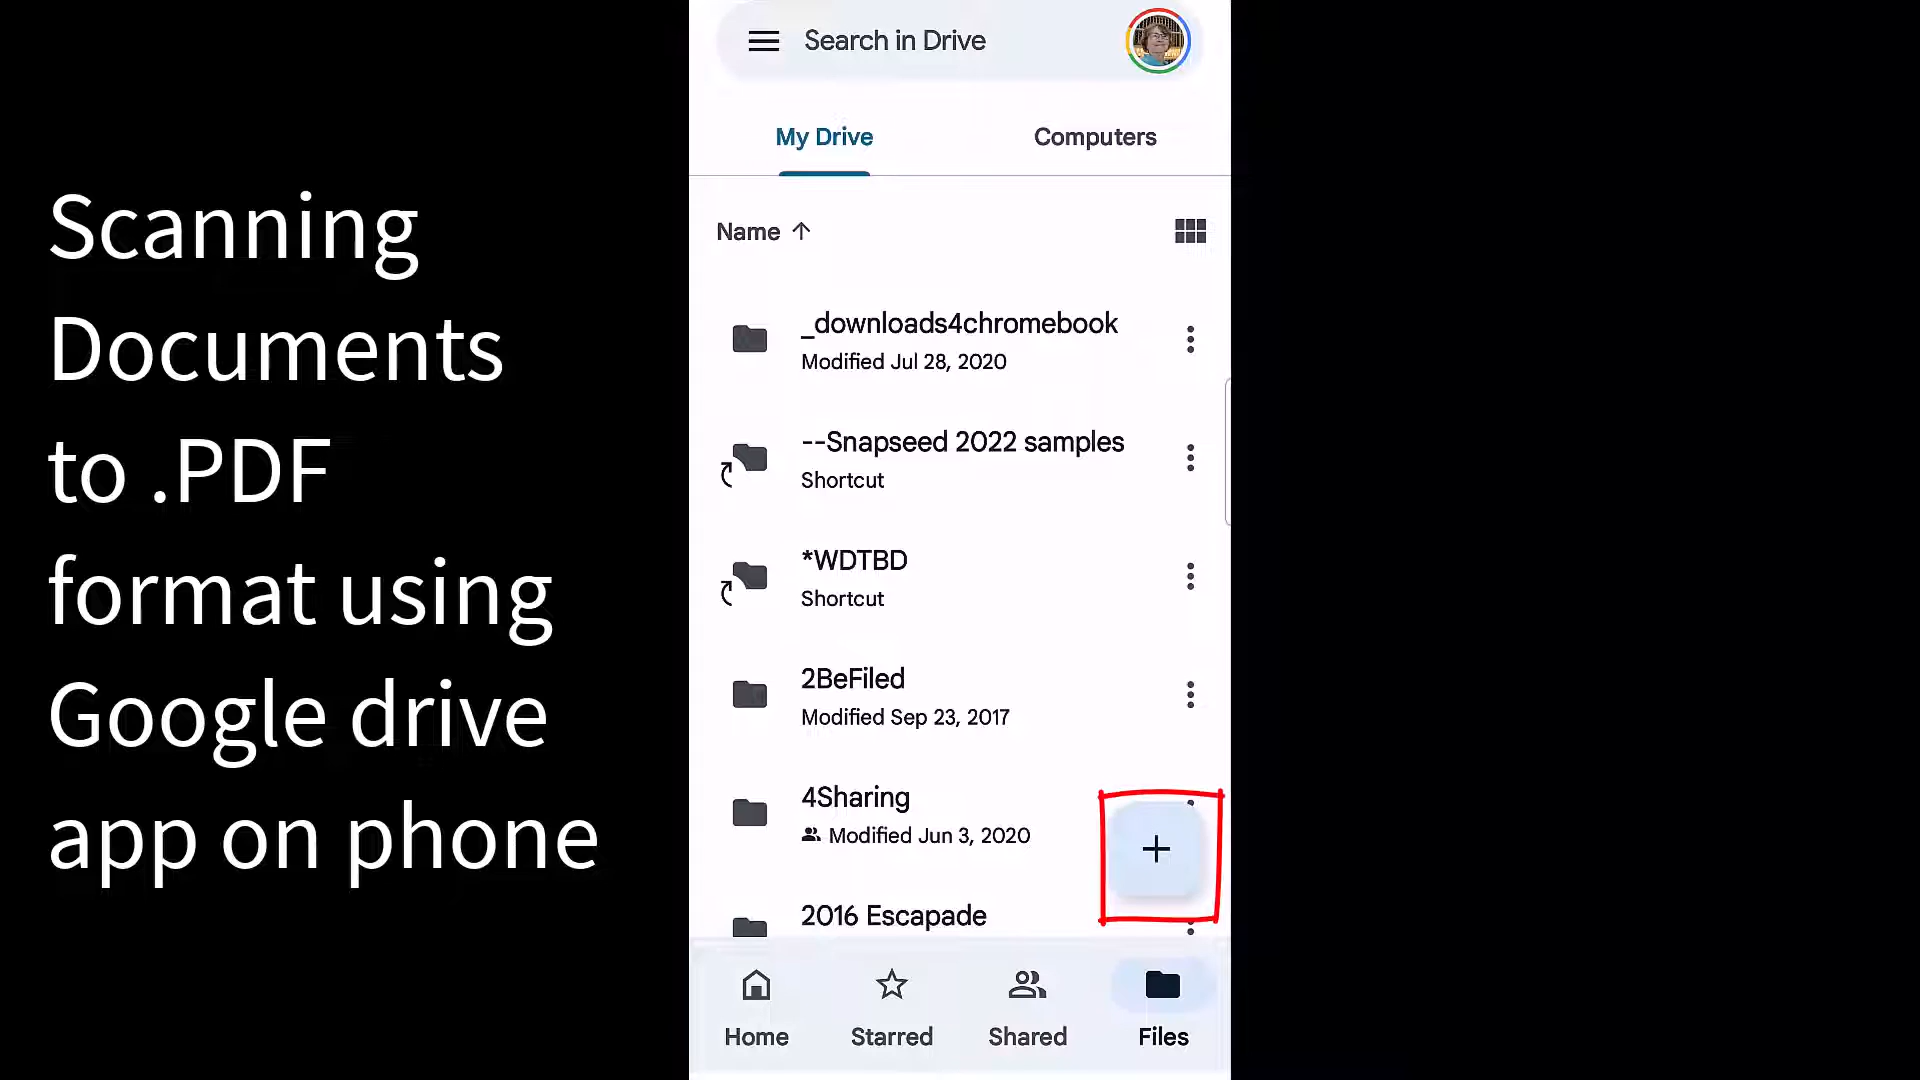 Scanning
Documents
to .PDF
format using
Google drive
app on phone
Search in Drive
My Drive
Computers
Name
_downloads4chromebook
Modified Jul 28, 2020
--Snapseed 2022 samples
Shortcut
*WDTBD
Shortcut
2BeFiled
Modified Sep 23, 2017
4Sharing
Modified Jun 3, 2020
2016 Escapade
Home
Starred
Shared
Files